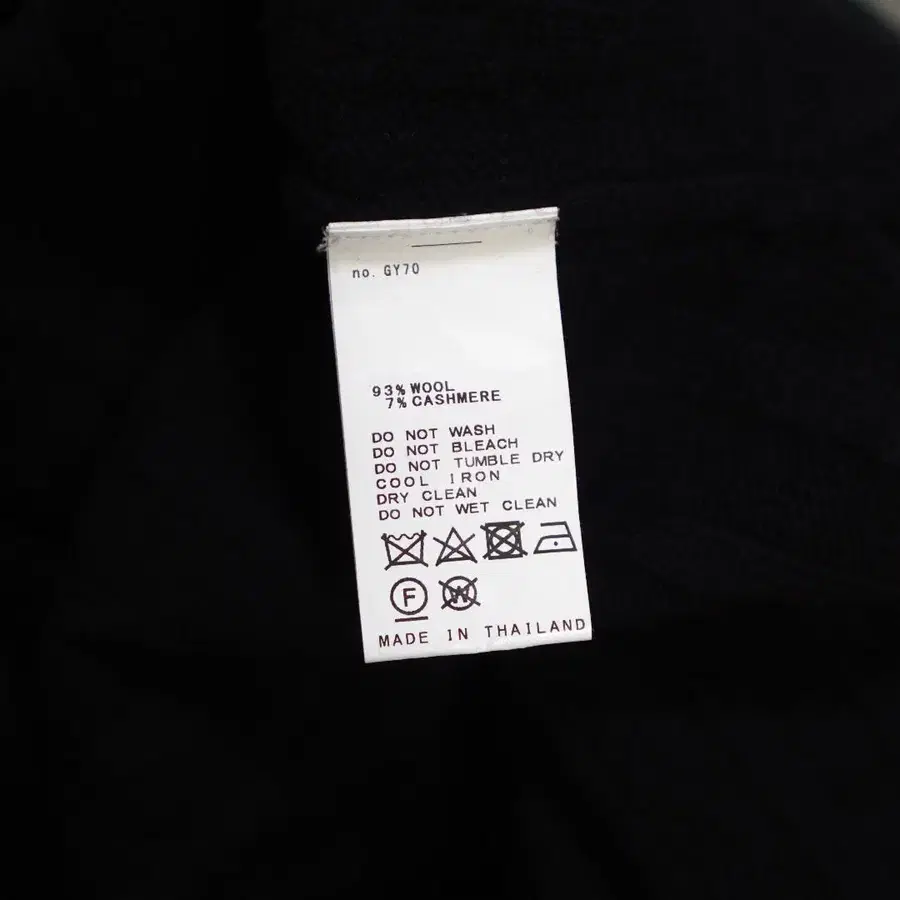 no. GY70
93% WOOL
7% CASHMERE
DO NOT WASH
DO NOT BLEACH
DO NOT TUMBLE DRY
COOL IRON
DRY CLEAN
DO NOT WET CLEAN
F W
MADE IN THAILAND